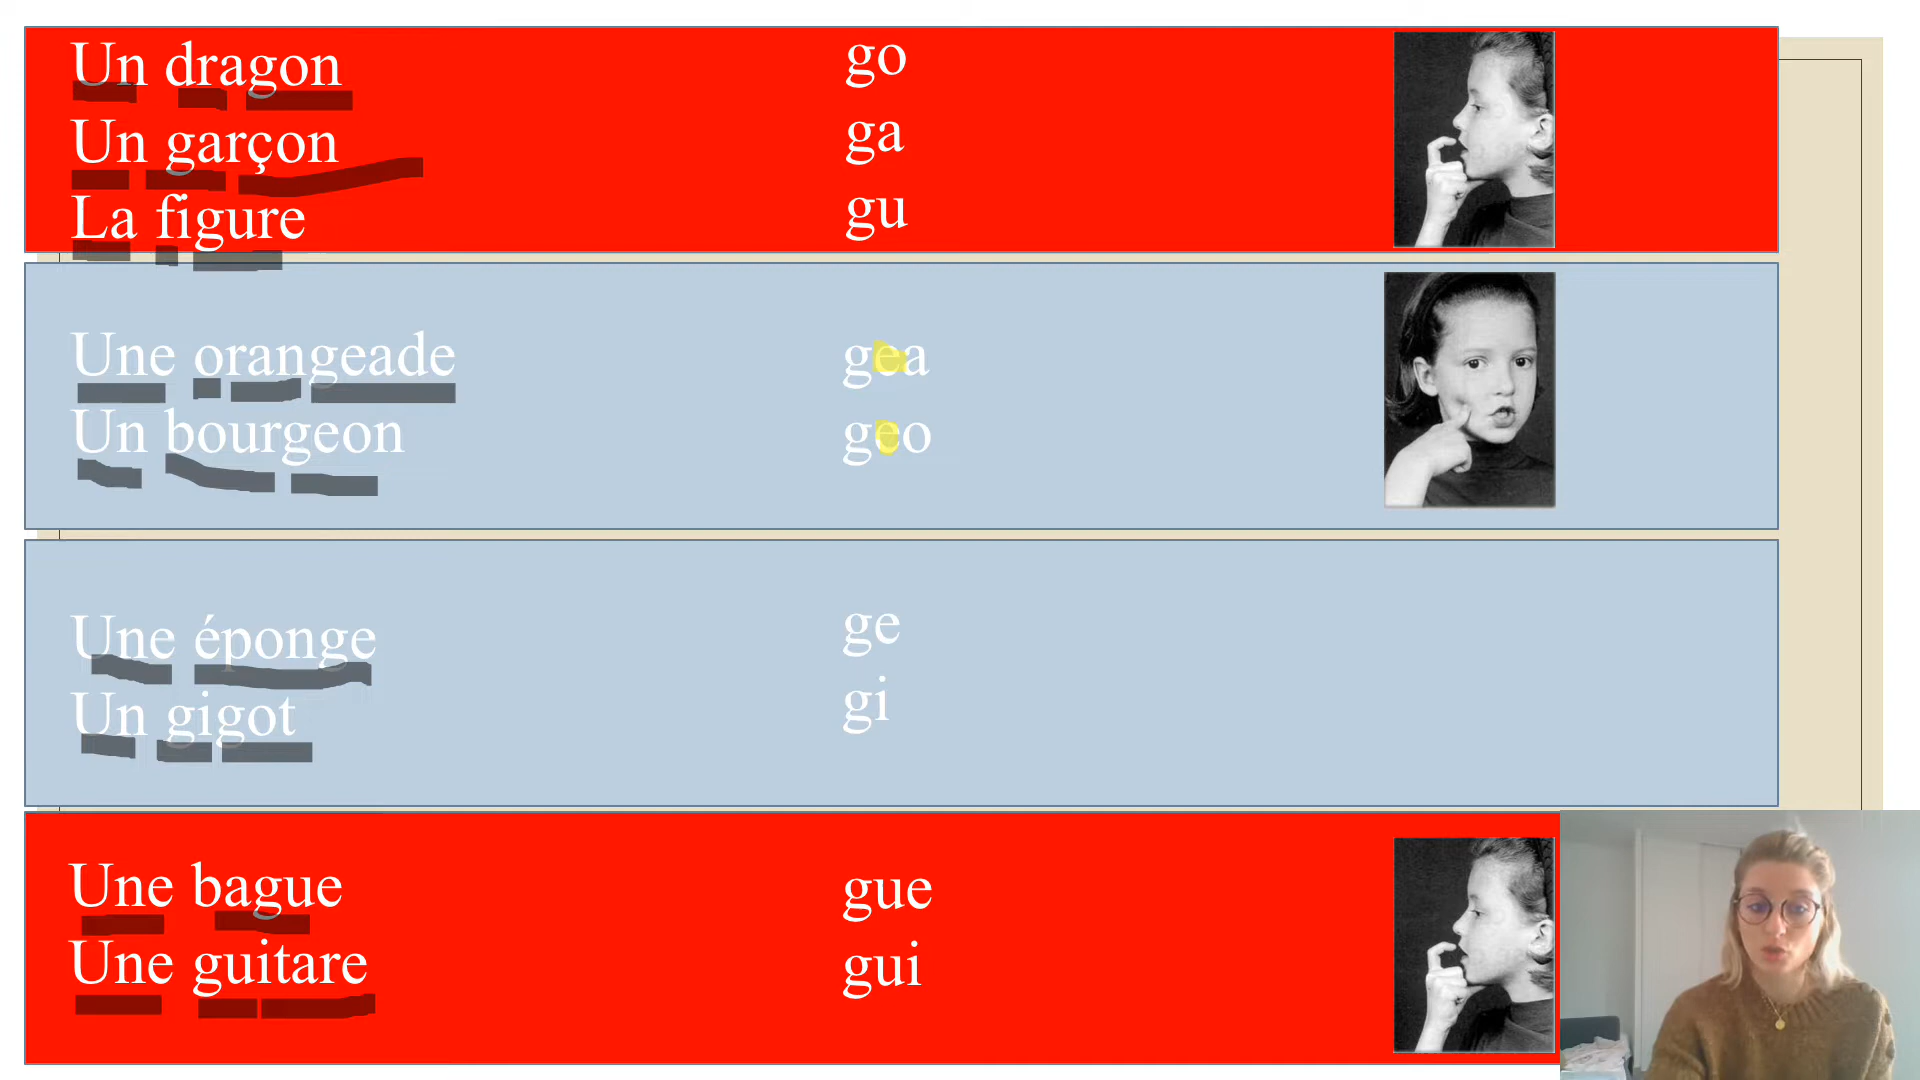 Un dragon
Un garçon
La figure
go
ga
gu
Une orangeade
Un bourgeon
gea
geo
Une éponge
Un gigot
ge
gi
Une bague
Une guitare
gue
gui